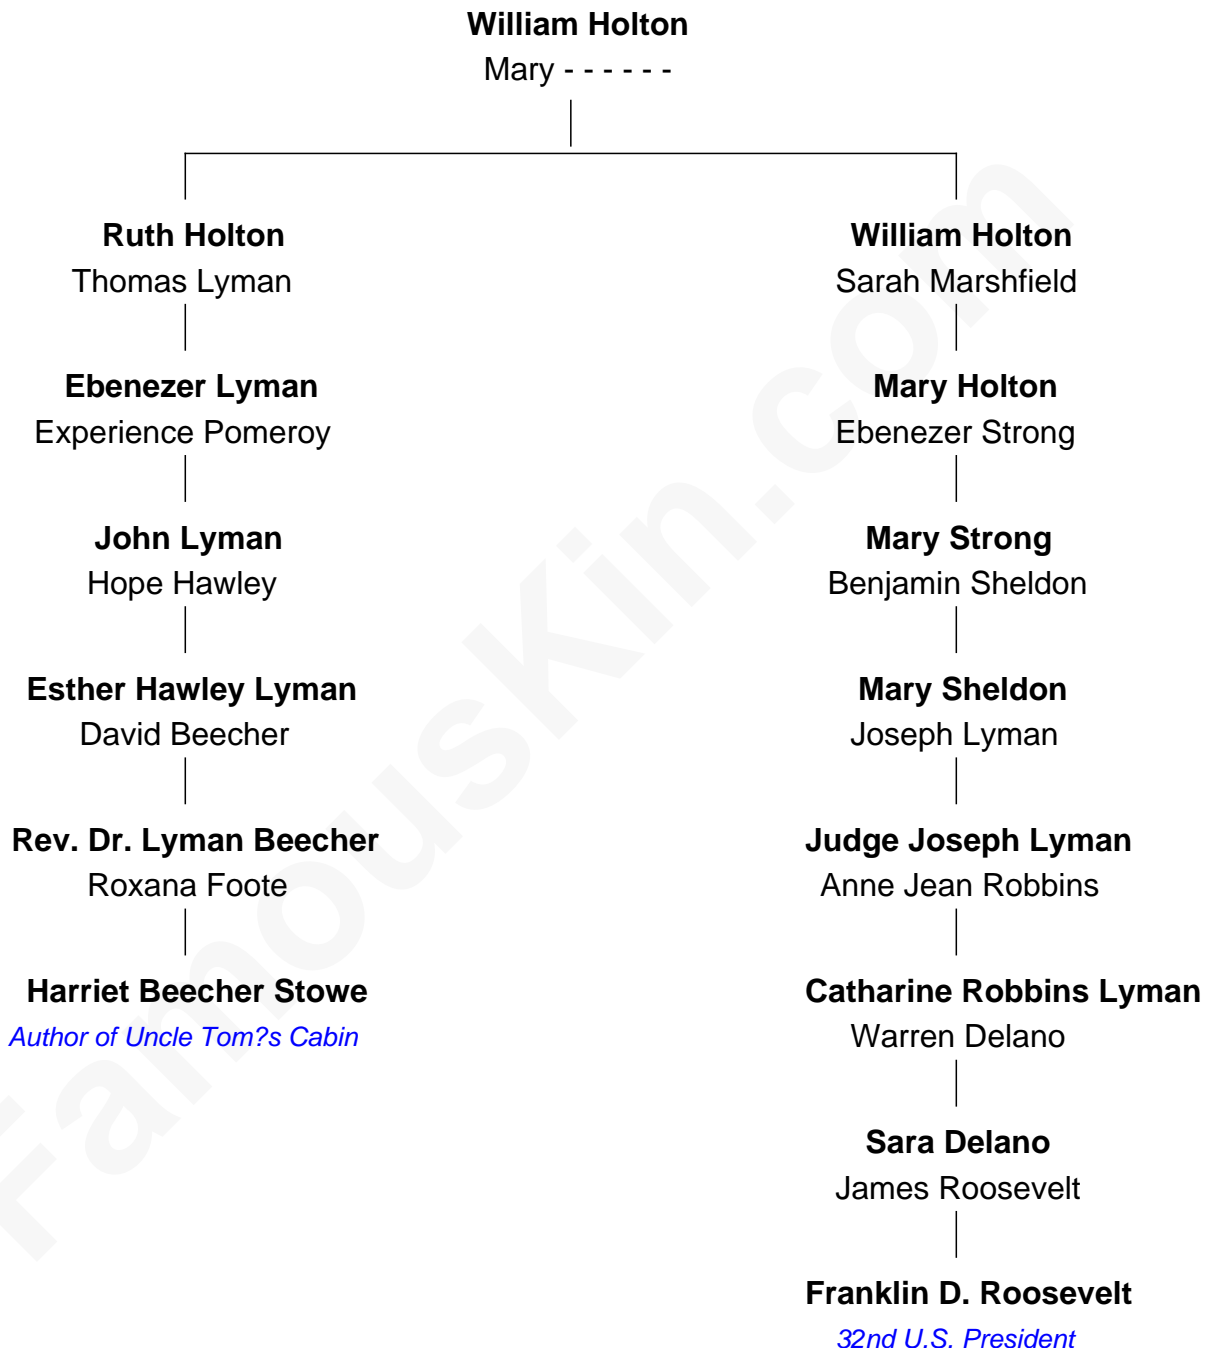 William Holton
Mary - - - - - -
Ruth Holton
Thomas Lyman
Ebenezer Lyman
Experience Pomeroy
John Lyman
Hope Hawley
Esther Hawley Lyman
David Beecher
Rev. Dr. Lyman Beecher
Roxana Foote
Harriet Beecher Stowe
Author of Uncle Tom?s Cabin
William Holton
Sarah Marshfield
Mary Holton
Ebenezer Strong
Mary Strong
Benjamin Sheldon
Mary Sheldon
Joseph Lyman
Judge Joseph Lyman
Anne Jean Robbins
Catharine Robbins Lyman
Warren Delano
Sara Delano
James Roosevelt
Franklin D. Roosevelt
32nd U.S. President
FamousKin.com